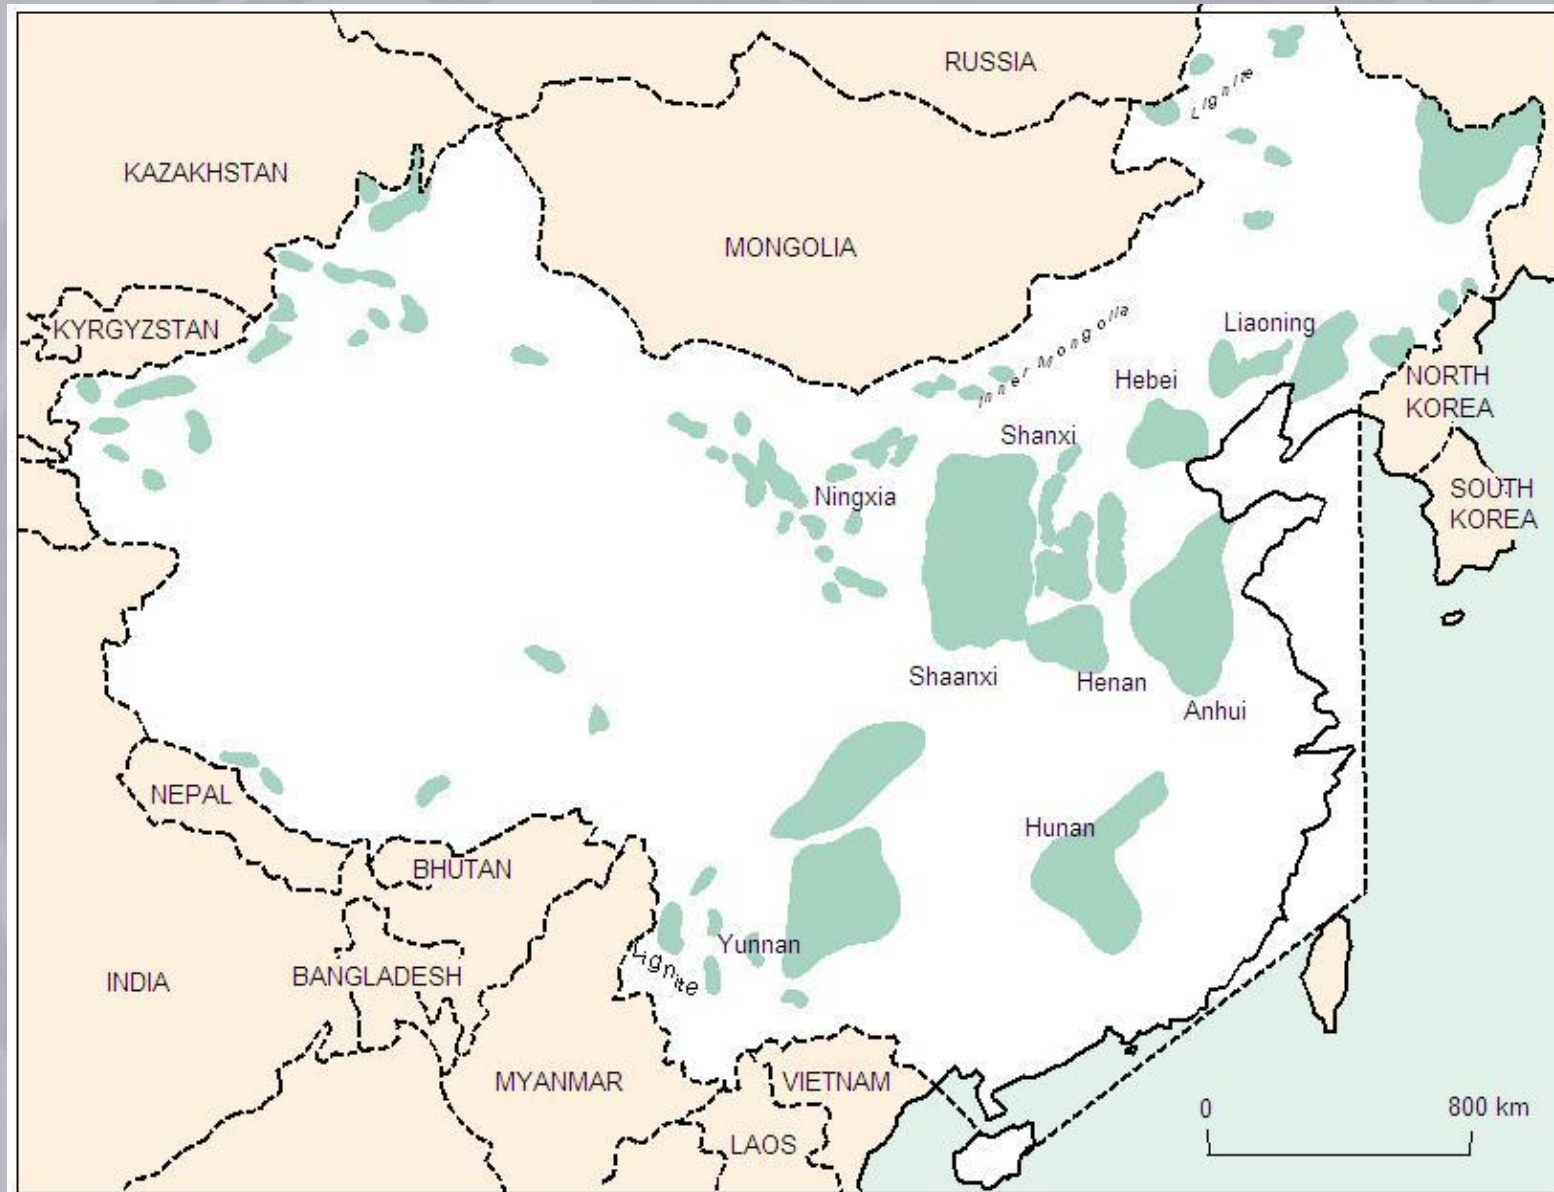 RUSSIA
Lignite
KAZAKHSTAN
MONGOLIA
KYRGYZSTAN
Inner Mongolia
Liaoning
Hebei
NORTH
KOREA
Shanxi
Ningxia
SOUTH
KOREA
Shaanxi
Henan
Anhui
NEPAL
Hunan
BHUTAN
Yunnan
Lignite
INDIA
BANGLADESH
MYANMAR
VIETNAM
LAOS
0
800 km